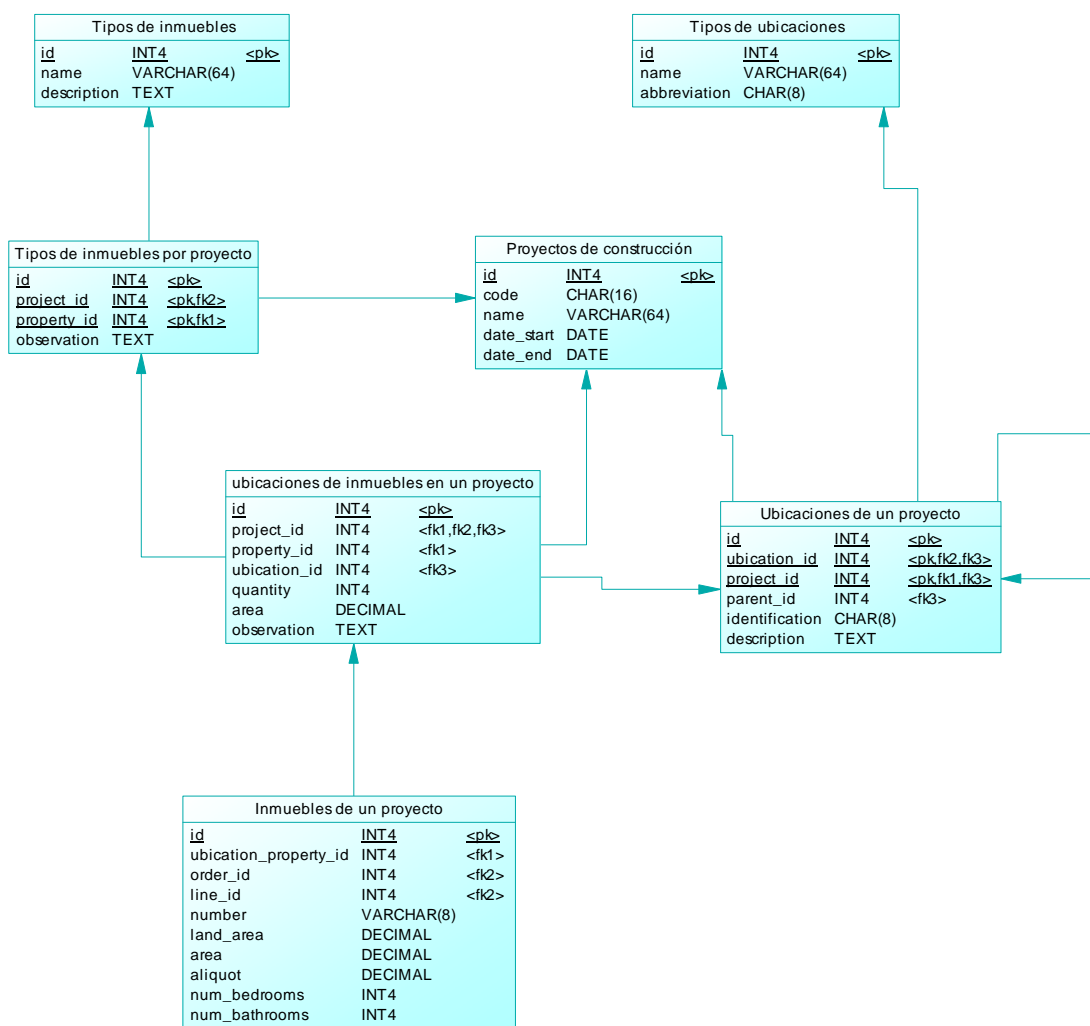 Tipos de inmuebles
id INT4 <pk>
name VARCHAR(64)
description TEXT
Tipos de ubicaciones
id INT4 <pk>
name VARCHAR(64)
abbreviation CHAR(8)
Tipos de inmuebles por proyecto
id INT4 <pk>
project_id INT4 <pk,fk2>
property_id INT4 <pk,fk1>
observation TEXT
Proyectos de construcción
id INT4 <pk>
code CHAR(16)
name VARCHAR(64)
date_start DATE
date_end DATE
ubicaciones de inmuebles en un proyecto
id INT4 <pk>
project_id INT4 <fk1,fk2,fk3>
property_id INT4 <fk1>
ubication_id INT4 <fk3>
quantity INT4
area DECIMAL
observation TEXT
Ubicaciones de un proyecto
id INT4 <pk>
ubication_id INT4 <pk,fk2,fk3>
project_id INT4 <pk,fk1,fk3>
parent_id INT4 <fk3>
identification CHAR(8)
description TEXT
Inmuebles de un proyecto
id INT4 <pk>
ubication_property_id INT4 <fk1>
order_id INT4 <fk2>
line_id INT4 <fk2>
number VARCHAR(8)
land_area DECIMAL
area DECIMAL
aliquot DECIMAL
num_bedrooms INT4
num_bathrooms INT4